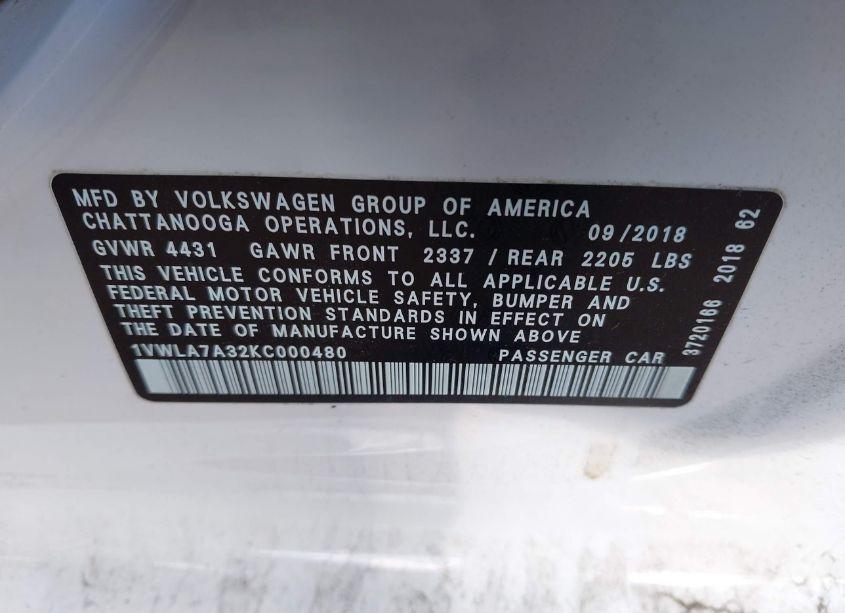 MFD BY VOLKSWAGEN GROUP OF AMERICA
CHATTANOOGA OPERATIONS, LLC. 09/2018
GVWR 4431 GAWR FRONT 2337 / REAR 2205 LBS
THIS VEHICLE CONFORMS TO ALL APPLICABLE U.S.
FEDERAL MOTOR VEHICLE SAFETY, BUMPER AND
THEFT PREVENTION STANDARDS IN EFFECT ON
THE DATE OF MANUFACTURE SHOWN ABOVE
1VWLA7A32KC000480 PASSENGER CAR
3720166 2018 62